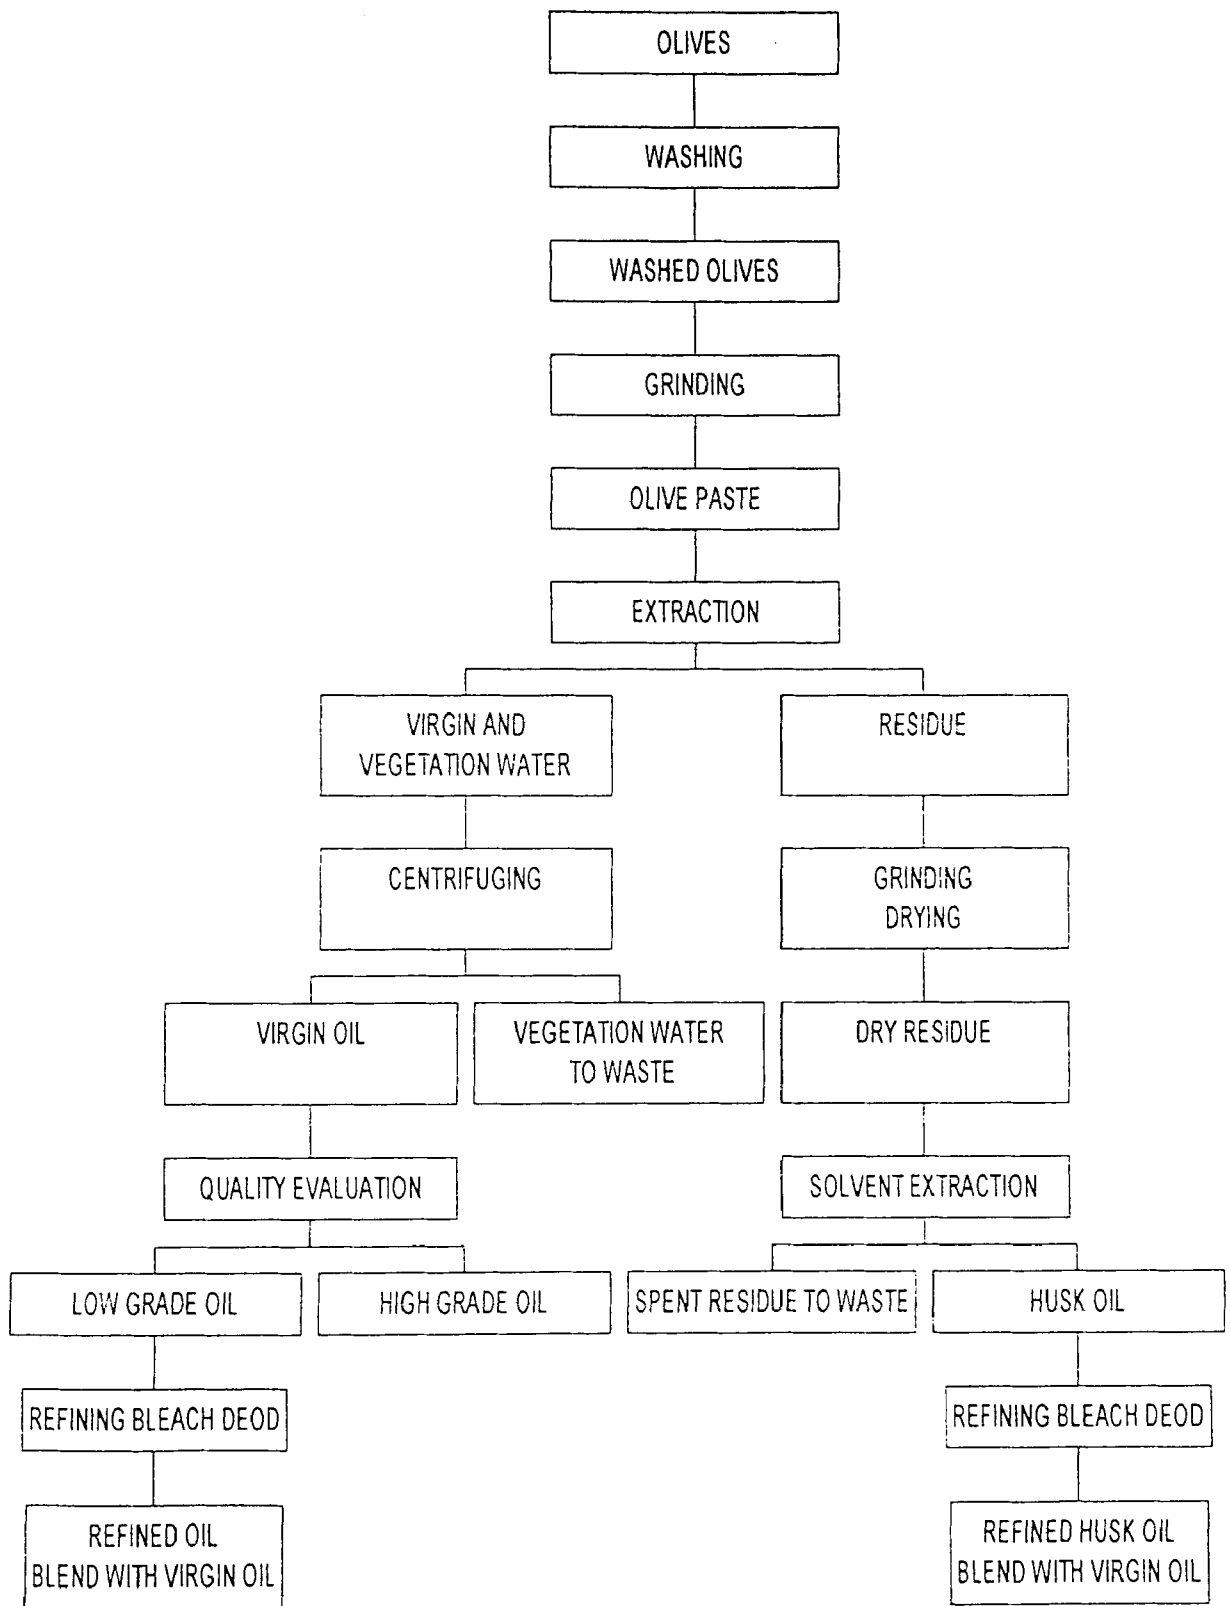 OLIVES
WASHING
WASHED OLIVES
GRINDING
OLIVE PASTE
EXTRACTION
VIRGIN AND
VEGETATION WATER
RESIDUE
CENTRIFUGING
GRINDING
DRYING
VIRGIN OIL
VEGETATION WATER
TO WASTE
DRY RESIDUE
QUALITY EVALUATION
SOLVENT EXTRACTION
LOW GRADE OIL
HIGH GRADE OIL
SPENT RESIDUE TO WASTE
HUSK OIL
REFINING BLEACH DEOD
REFINING BLEACH DEOD
REFINED OIL
BLEND WITH VIRGIN OIL
REFINED HUSK OIL
BLEND WITH VIRGIN OIL